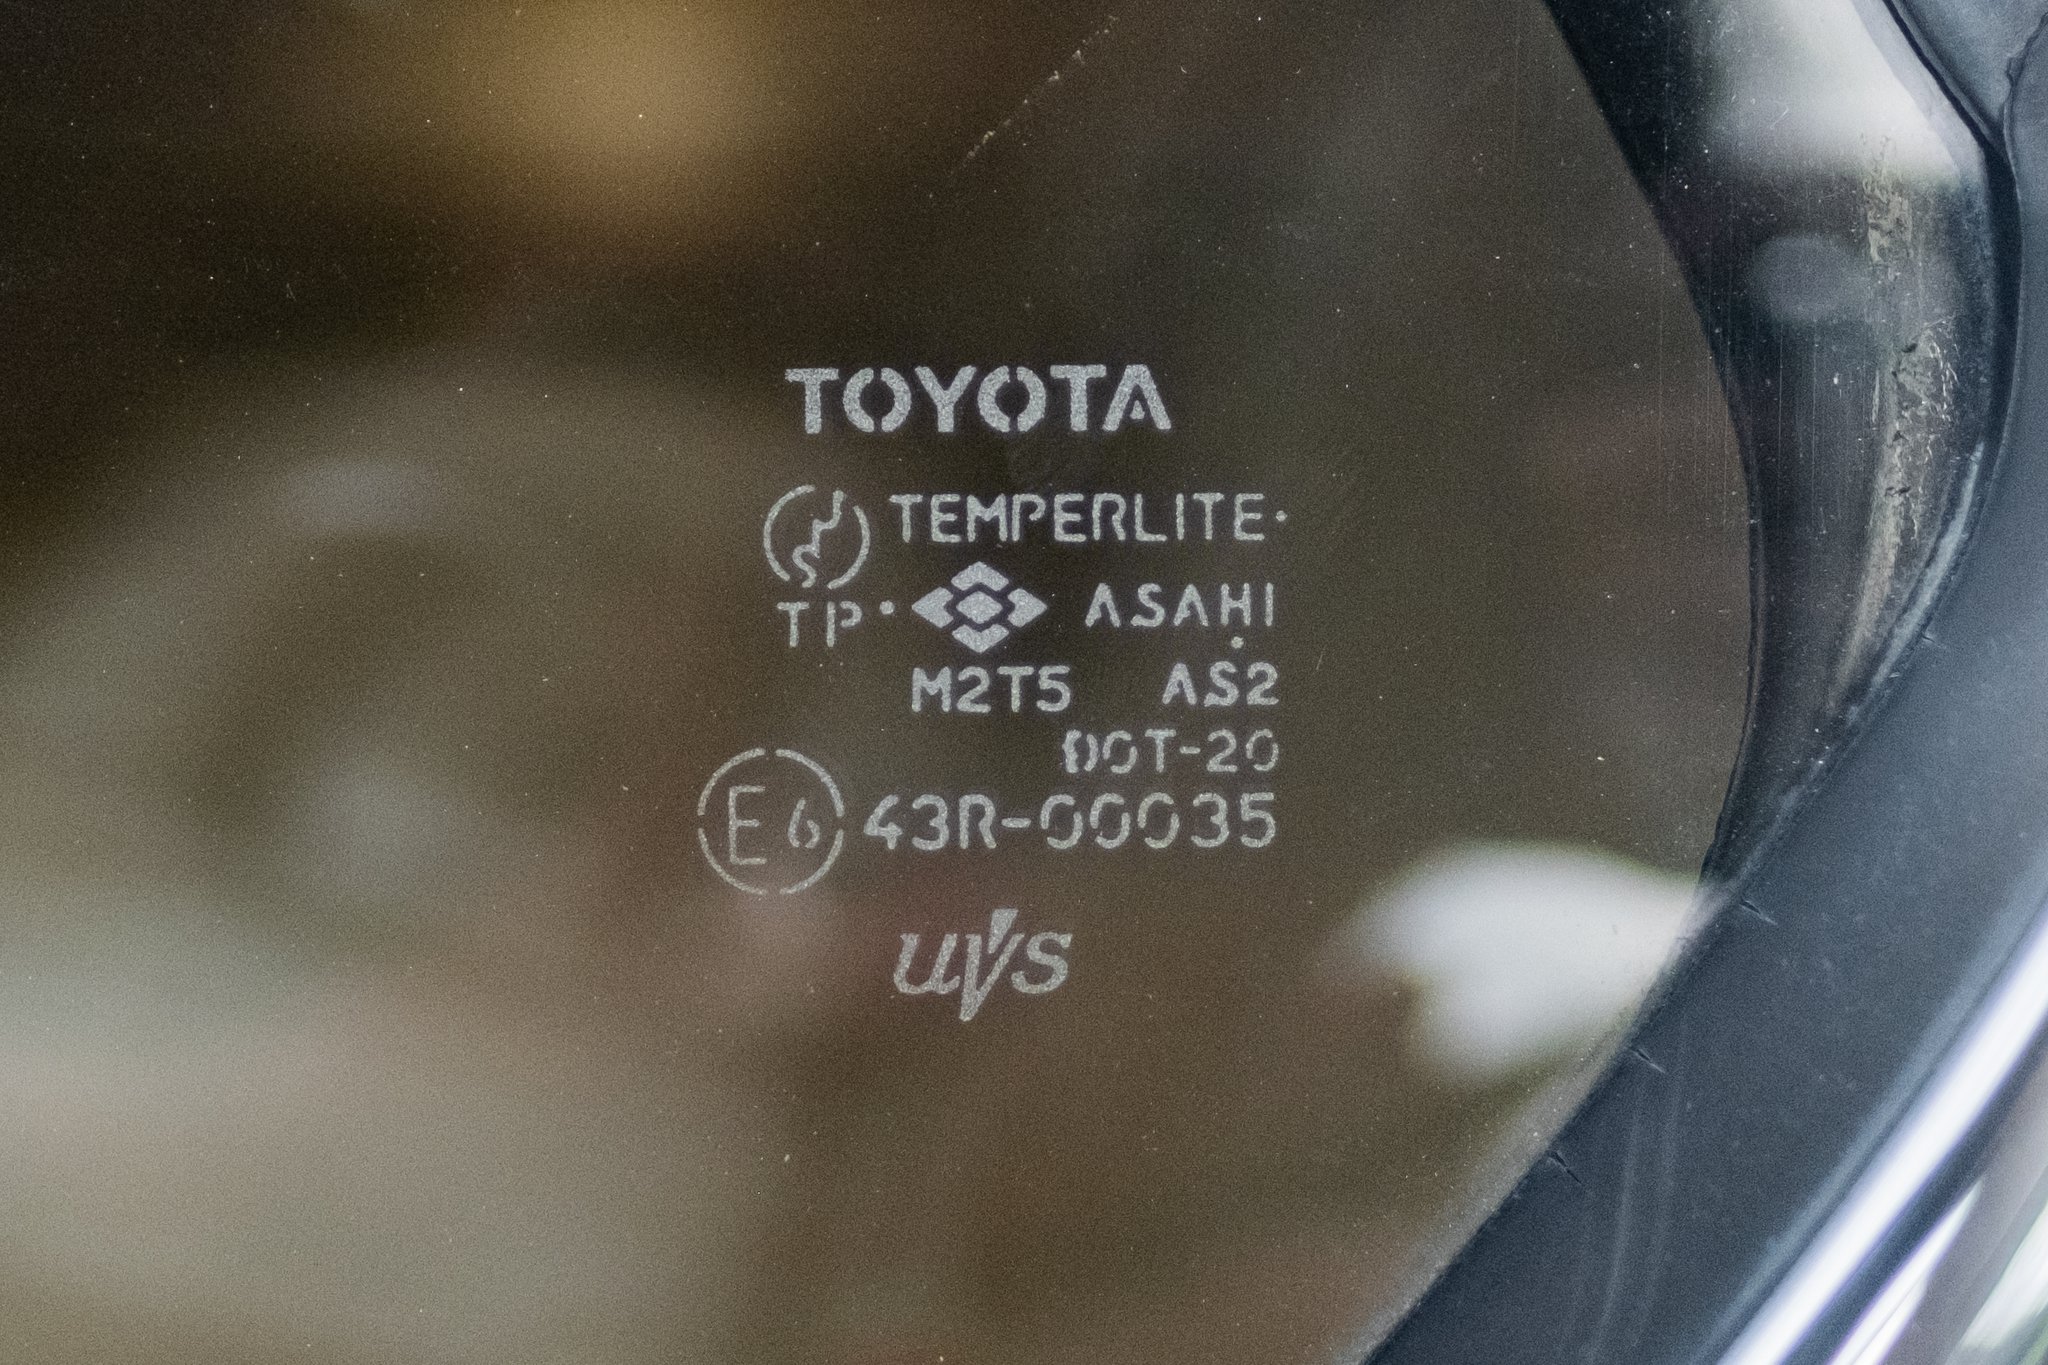 TOYOTA
TEMPERLITE
TP ASAHI
M2T5 AS2
DOT-20
E6 43R-00035
UVS